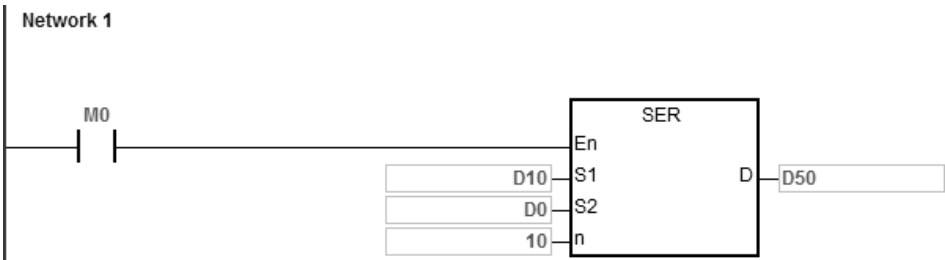 Network 1
M0
SER
En
D10 S1 D D50
D0 S2
10 n